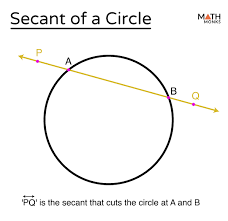 Secant of a Circle
MATH
MONKS
P
A
B
Q
'PQ' is the secant that cuts the circle at A and B